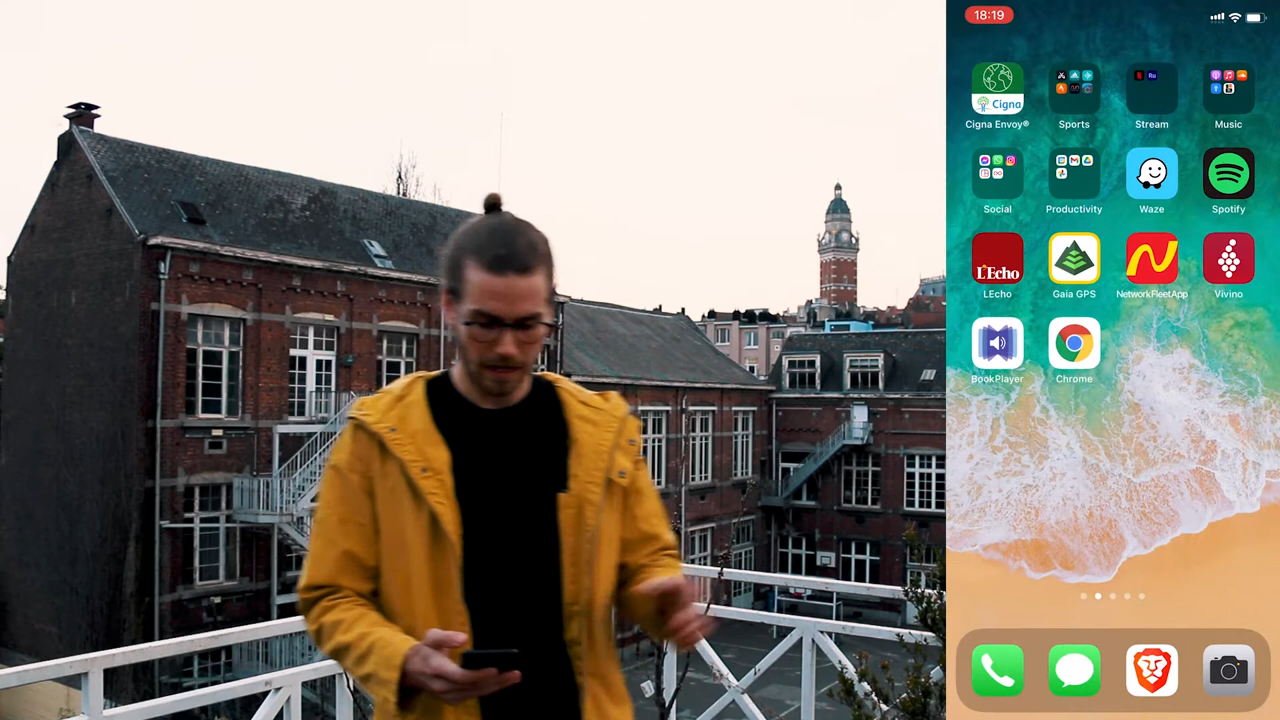 18:19
Cigna
Cigna Envoy®
Sports
Ru
Stream
Music
Social
Productivity
Waze
Spotify
L'Echo
LEcho
Gaia GPS
NetworkFleetApp
Vivino
BookPlayer
Chrome